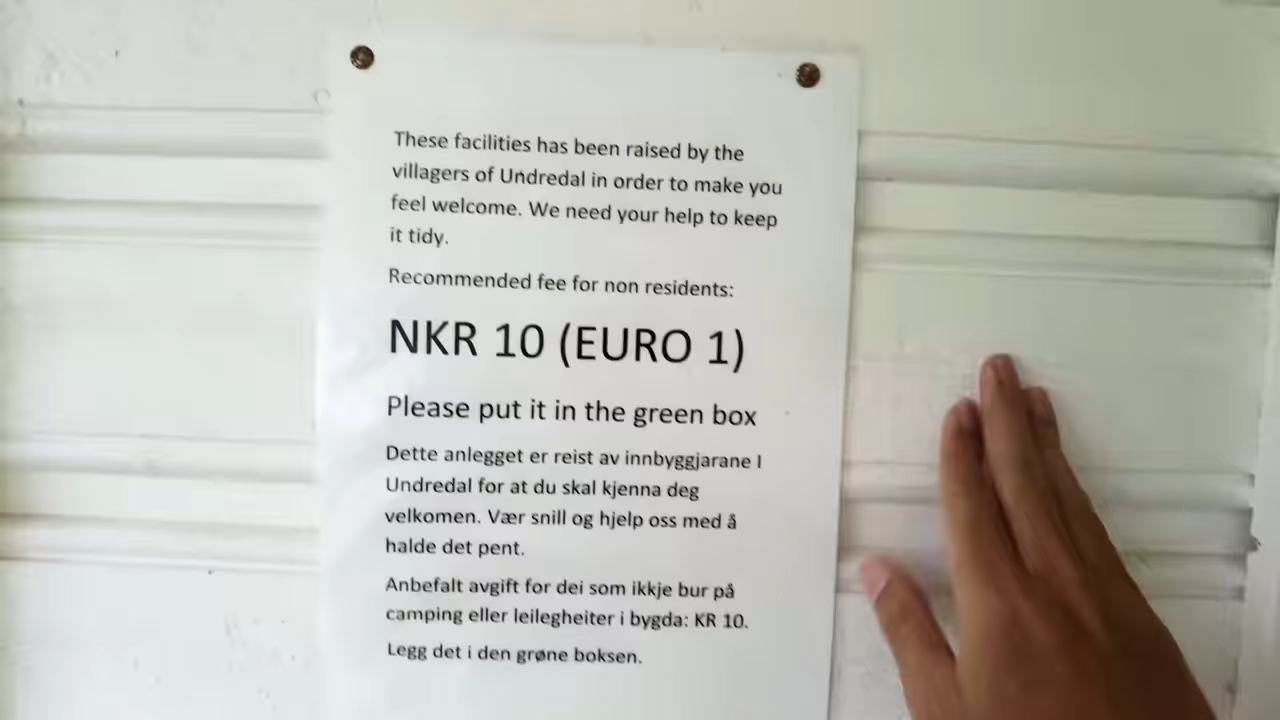 These facilities has been raised by the
villagers of Undredal in order to make you
feel welcome. We need your help to keep
it tidy.
Recommended fee for non residents:
NKR 10 (EURO 1)
Please put it in the green box
Dette anlegget er reist av innbyggjarane I
Undredal for at du skal kjenna deg
velkomen. Vær snill og hjelp oss med å
halde det pent.
Anbefalt avgift for dei som ikkje bur på
camping eller leilegheiter i bygda: KR 10.
Legg det i den grøne boksen.